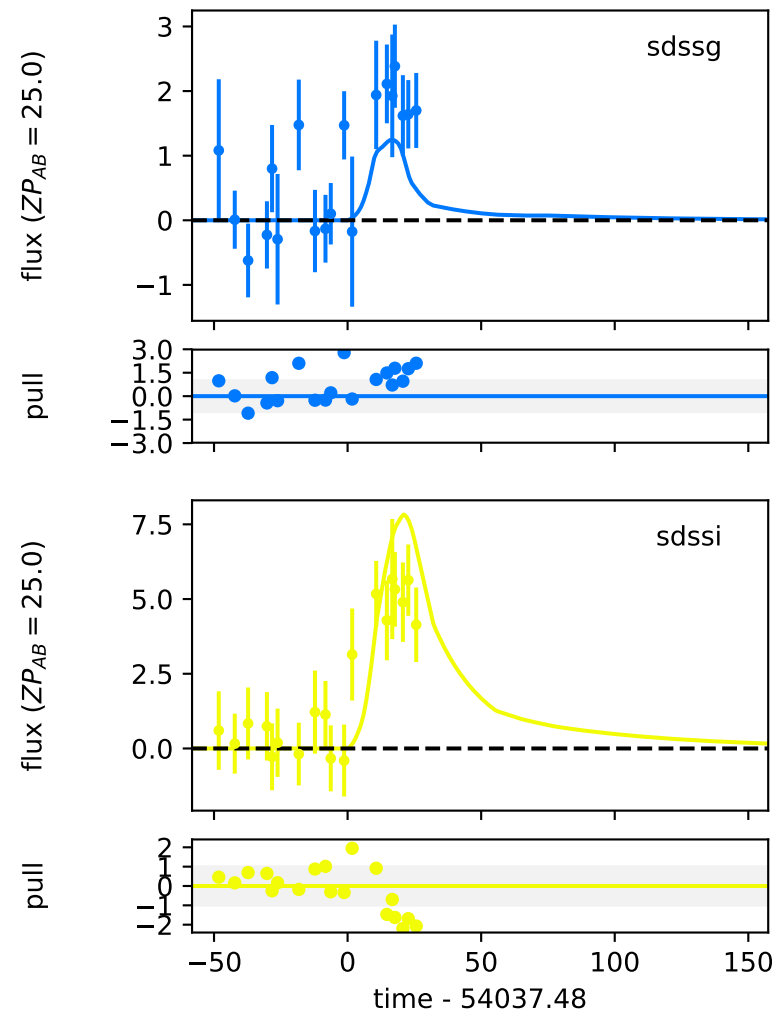 sdssg
flux (ZP_AB = 25.0)
3
2
1
0
−1
pull
3.0
1.5
0.0
−1.5
−3.0
sdssi
flux (ZP_AB = 25.0)
7.5
5.0
2.5
0.0
pull
2
1
0
−1
−2
−50 0 50 100 150
time - 54037.48